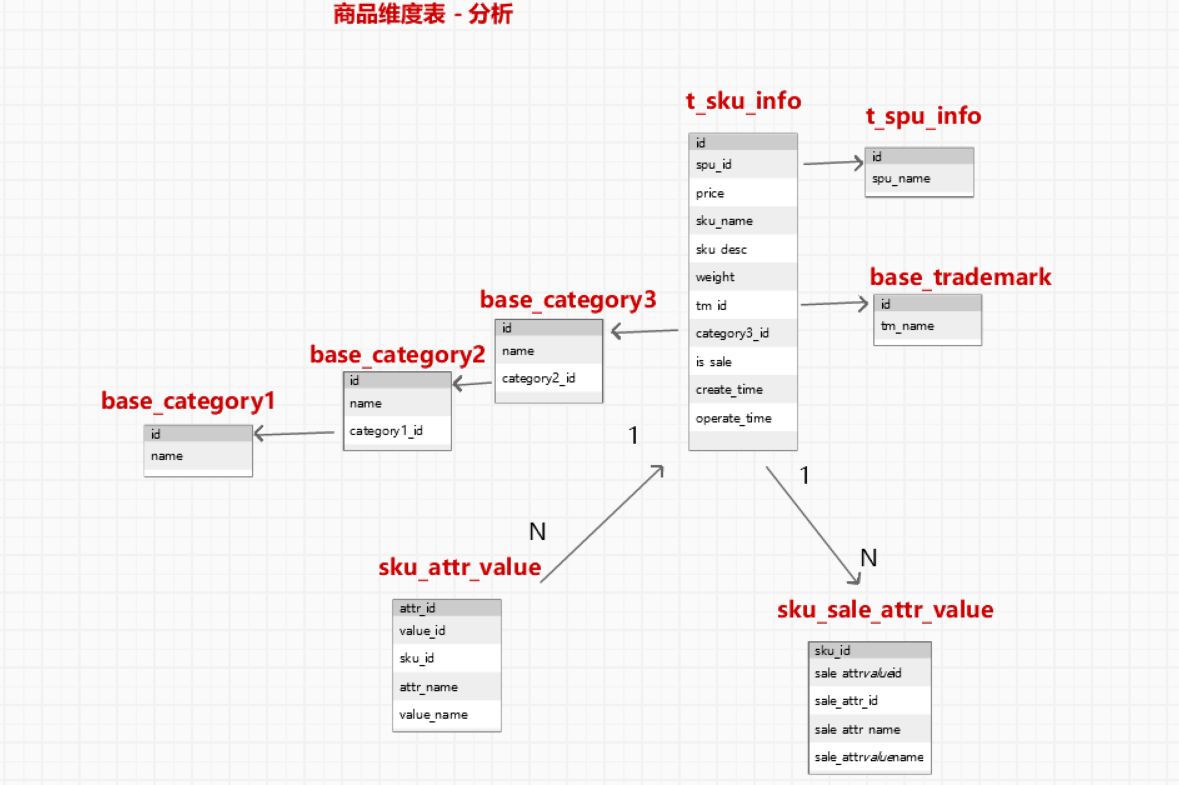 商品维度表 - 分析
t_sku_info
id
spu_id
price
sku_name
sku desc
weight
tm id
category3_id
is sale
create_time
operate_time
t_spu_info
id
spu_name
base_trademark
id
tm_name
base_category3
id
name
category2_id
base_category2
id
name
category1_id
base_category1
id
name
1
N
sku_attr_value
attr_id
value_id
sku_id
attr_name
value_name
1
N
sku_sale_attr_value
sku_id
sale attrvalueid
sale_attr_id
sale attr name
sale_attrvaluename